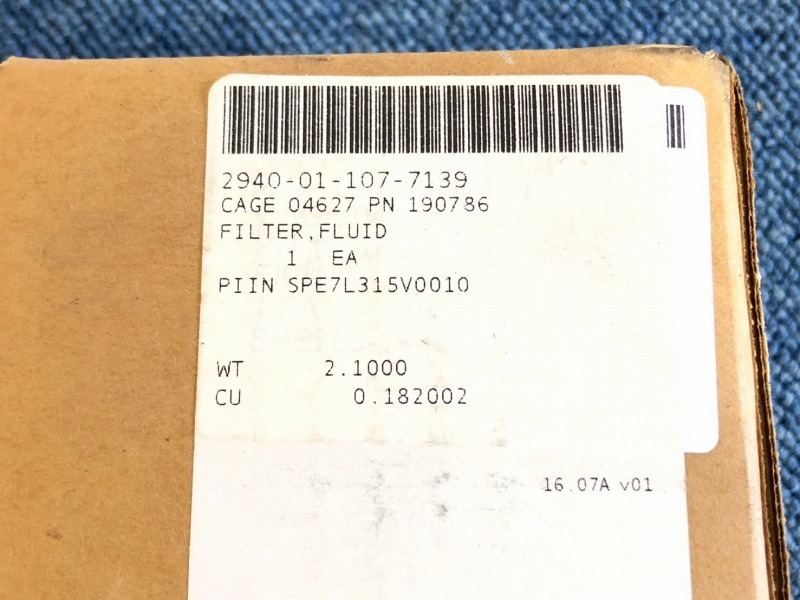 2940-01-107-7139
CAGE 04627 PN 190786
FILTER,FLUID
1 EA
PIIN SPE7L315V0010
WT 2.1000
CU 0.182002
16.07A v01